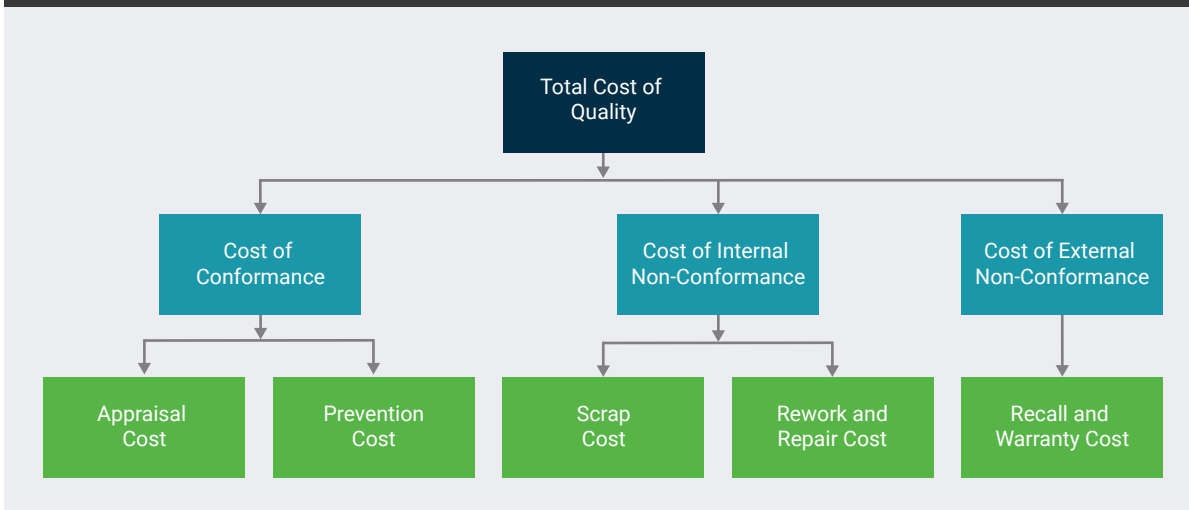 Total Cost of
Quality
Cost of
Conformance
Cost of Internal
Non-Conformance
Cost of External
Non-Conformance
Appraisal
Cost
Prevention
Cost
Scrap
Cost
Rework and
Repair Cost
Recall and
Warranty Cost